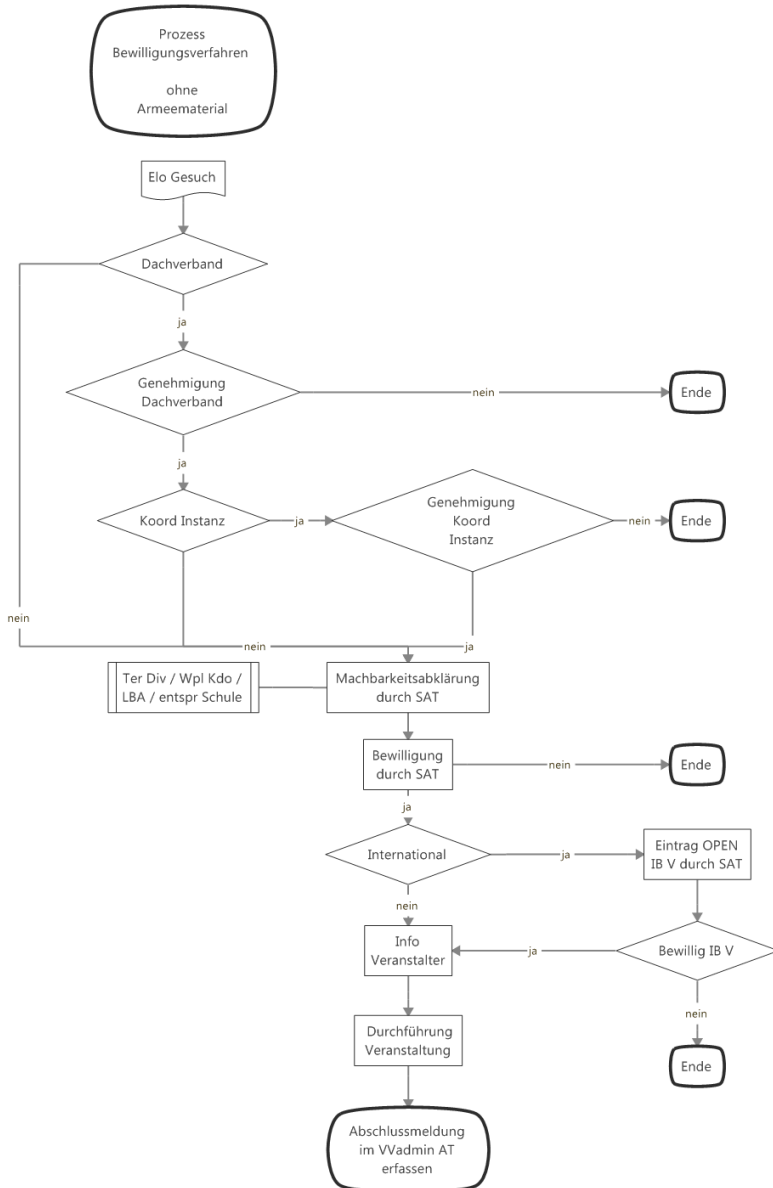 Prozess
Bewilligungsverfahren
ohne
Armeematerial
Elo Gesuch
Dachverband
ja
Genehmigung
Dachverband
nein
Ende
ja
Koord Instanz
ja
Genehmigung
Koord
Instanz
nein
Ende
nein
nein
ja
Ter Div / Wpl Kdo /
LBA / entspr Schule
Machbarkeitsabklärung
durch SAT
Bewilligung
durch SAT
nein
Ende
ja
International
ja
Eintrag OPEN
IB V durch SAT
nein
Info
Veranstalter
ja
Bewillig IB V
nein
Ende
Durchführung
Veranstaltung
Abschlussmeldung
im VVadmin AT
erfassen